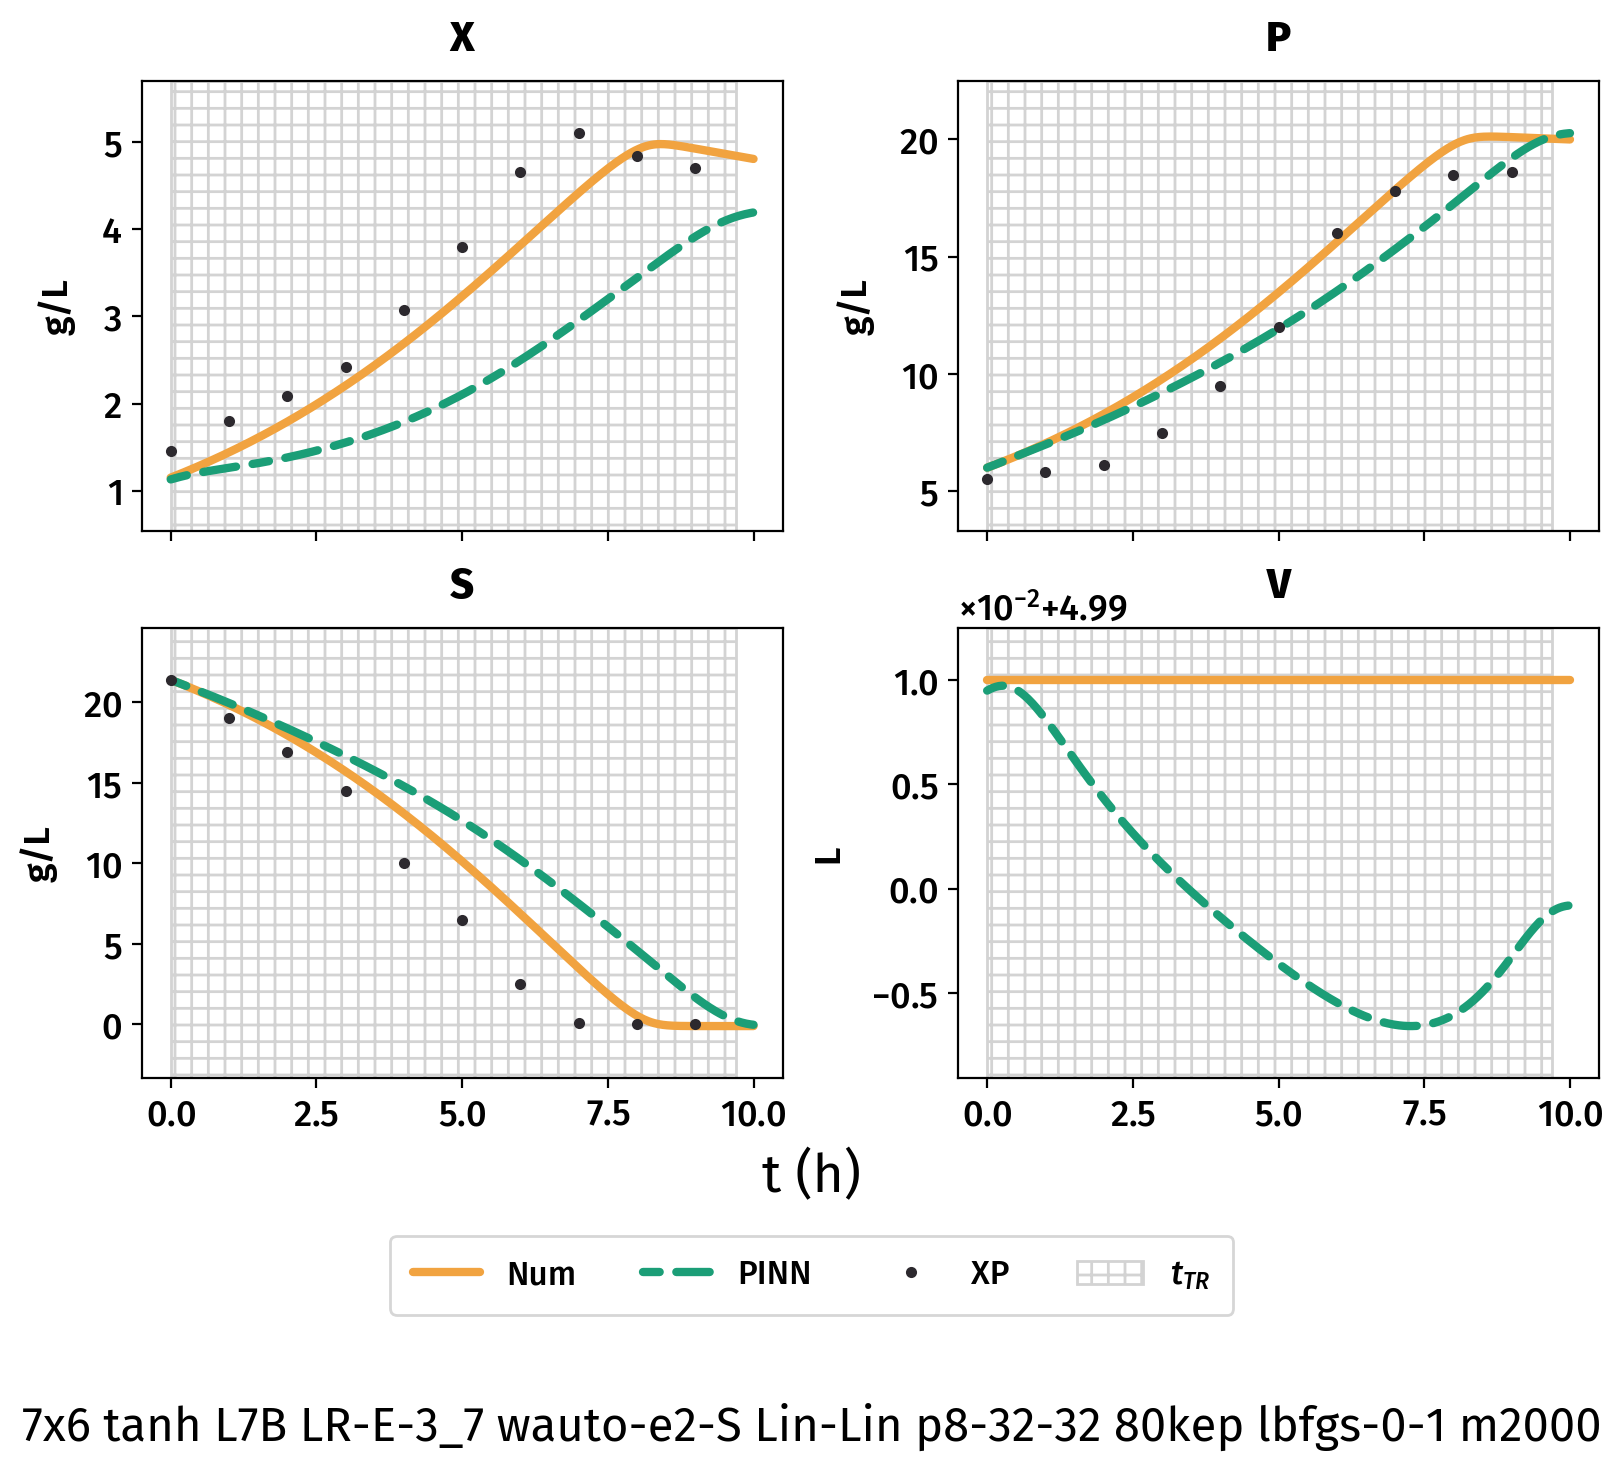 X
P
g/L
5
4
3
2
1
g/L
20
15
10
5
S
V
×10⁻²+4.99
g/L
20
15
10
5
0
L
1.0
0.5
0.0
−0.5
0.0 2.5 5.0 7.5 10.0
0.0 2.5 5.0 7.5 10.0
t (h)
Num PINN XP t_TR
7x6 tanh L7B LR-E-3_7 wauto-e2-S Lin-Lin p8-32-32 80kep lbfgs-0-1 m2000